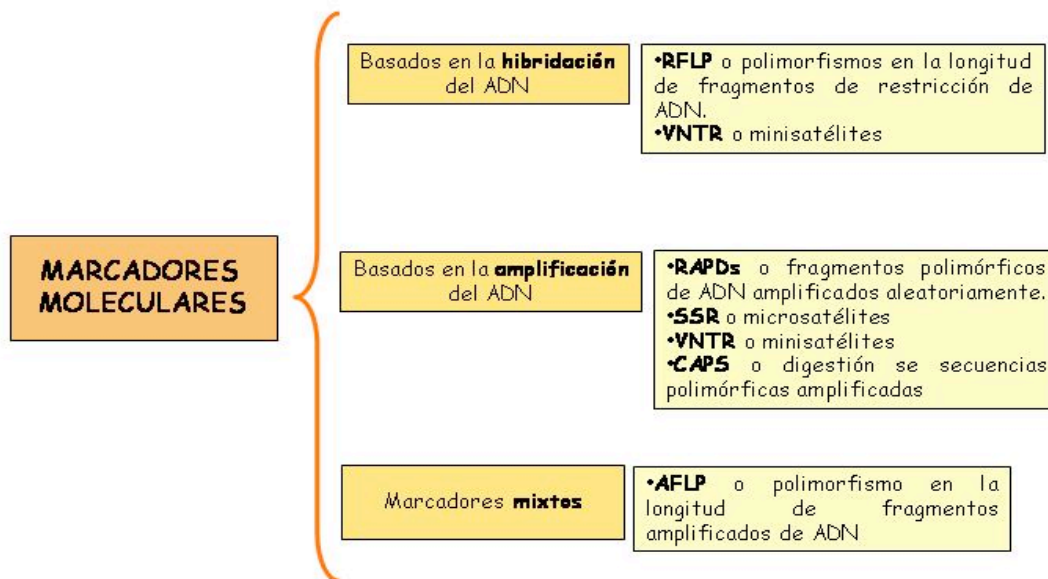 MARCADORES
MOLECULARES
Basados en la hibridación
del ADN
•RFLP o polimorfismos en la longitud
de fragmentos de restricción de
ADN.
•VNTR o minisatélites
Basados en la amplificación
del ADN
•RAPDs o fragmentos polimórficos
de ADN amplificados aleatoriamente.
•SSR o microsatélites
•VNTR o minisatélites
•CAPS o digestión se secuencias
polimórficas amplificadas
Marcadores mixtos
•AFLP o polimorfismo en la
longitud de fragmentos
amplificados de ADN